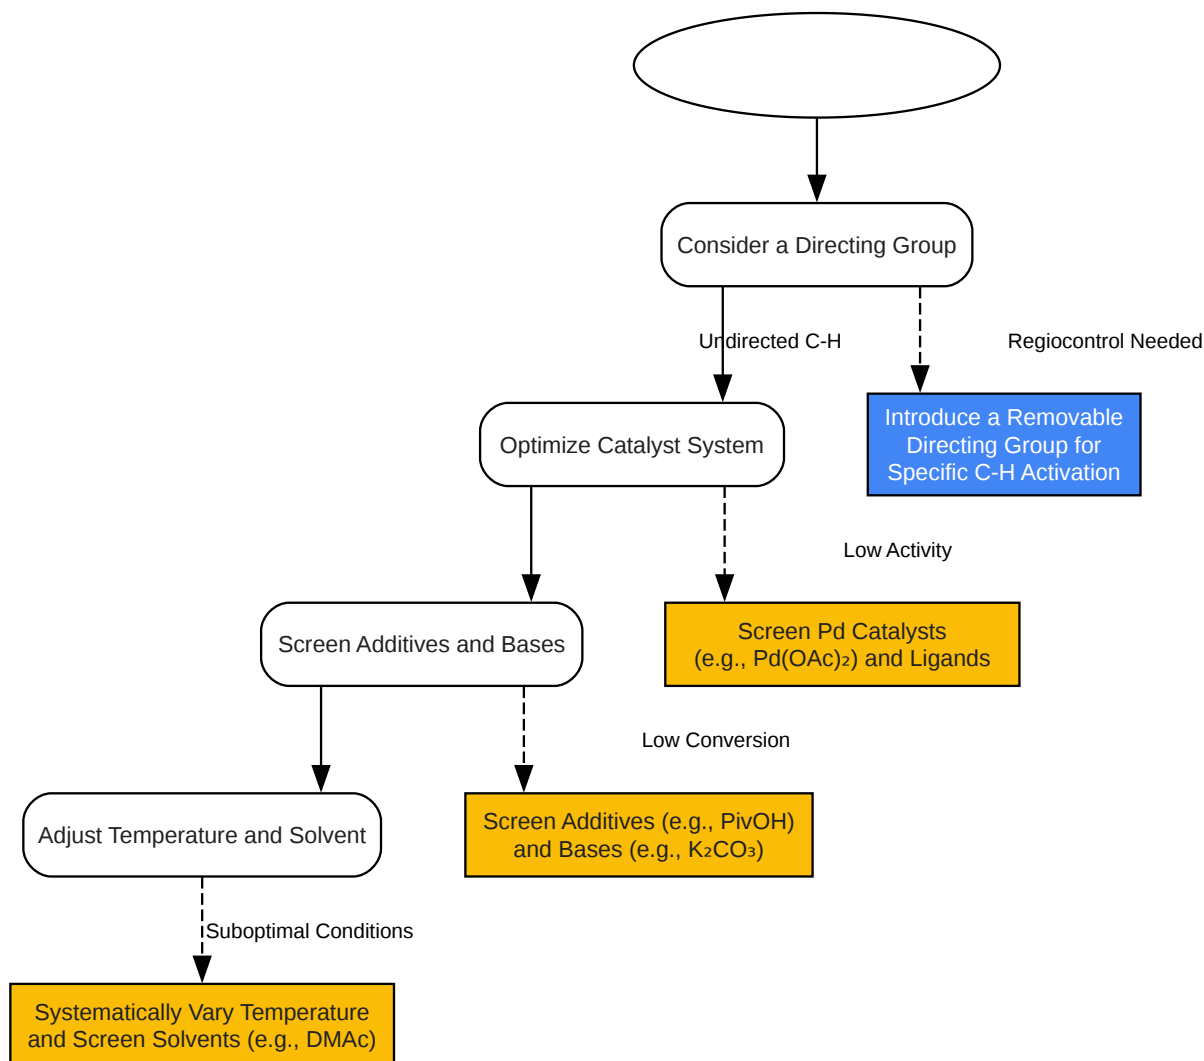 Consider a Directing Group
Undirected C-H
Regiocontrol Needed
Introduce a Removable
Directing Group for
Specific C-H Activation
Optimize Catalyst System
Low Activity
Screen Pd Catalysts
(e.g., Pd(OAc)₂) and Ligands
Screen Additives and Bases
Low Conversion
Screen Additives (e.g., PivOH)
and Bases (e.g., K₂CO₃)
Adjust Temperature and Solvent
Suboptimal Conditions
Systematically Vary Temperature
and Screen Solvents (e.g., DMAc)